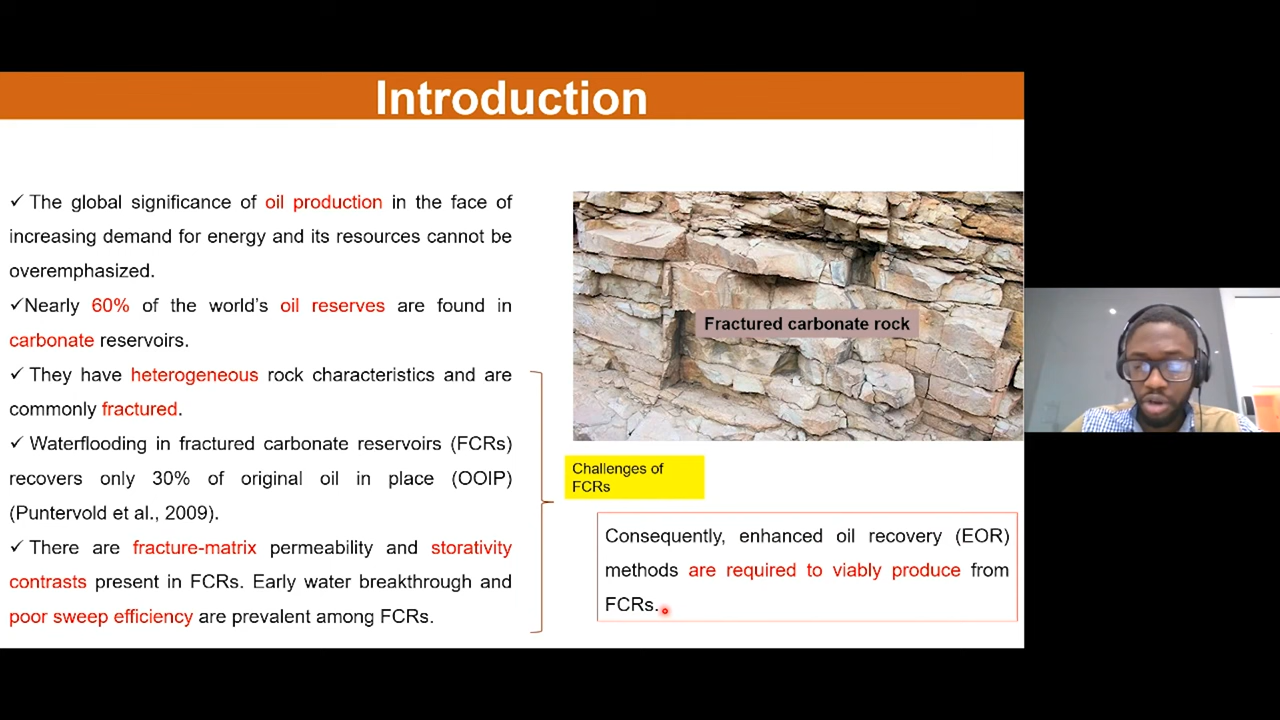 Introduction
✓ The global significance of oil production in the face of
increasing demand for energy and its resources cannot be
overemphasized.
✓Nearly 60% of the world's oil reserves are found in
carbonate reservoirs.
✓ They have heterogeneous rock characteristics and are
commonly fractured.
✓ Waterflooding in fractured carbonate reservoirs (FCRs)
recovers only 30% of original oil in place (OOIP)
(Puntervold et al., 2009).
✓ There are fracture-matrix permeability and storativity
contrasts present in FCRs. Early water breakthrough and
poor sweep efficiency are prevalent among FCRs.
Fractured carbonate rock
Challenges of
FCRs
Consequently, enhanced oil recovery (EOR)
methods are required to viably produce from
FCRs.